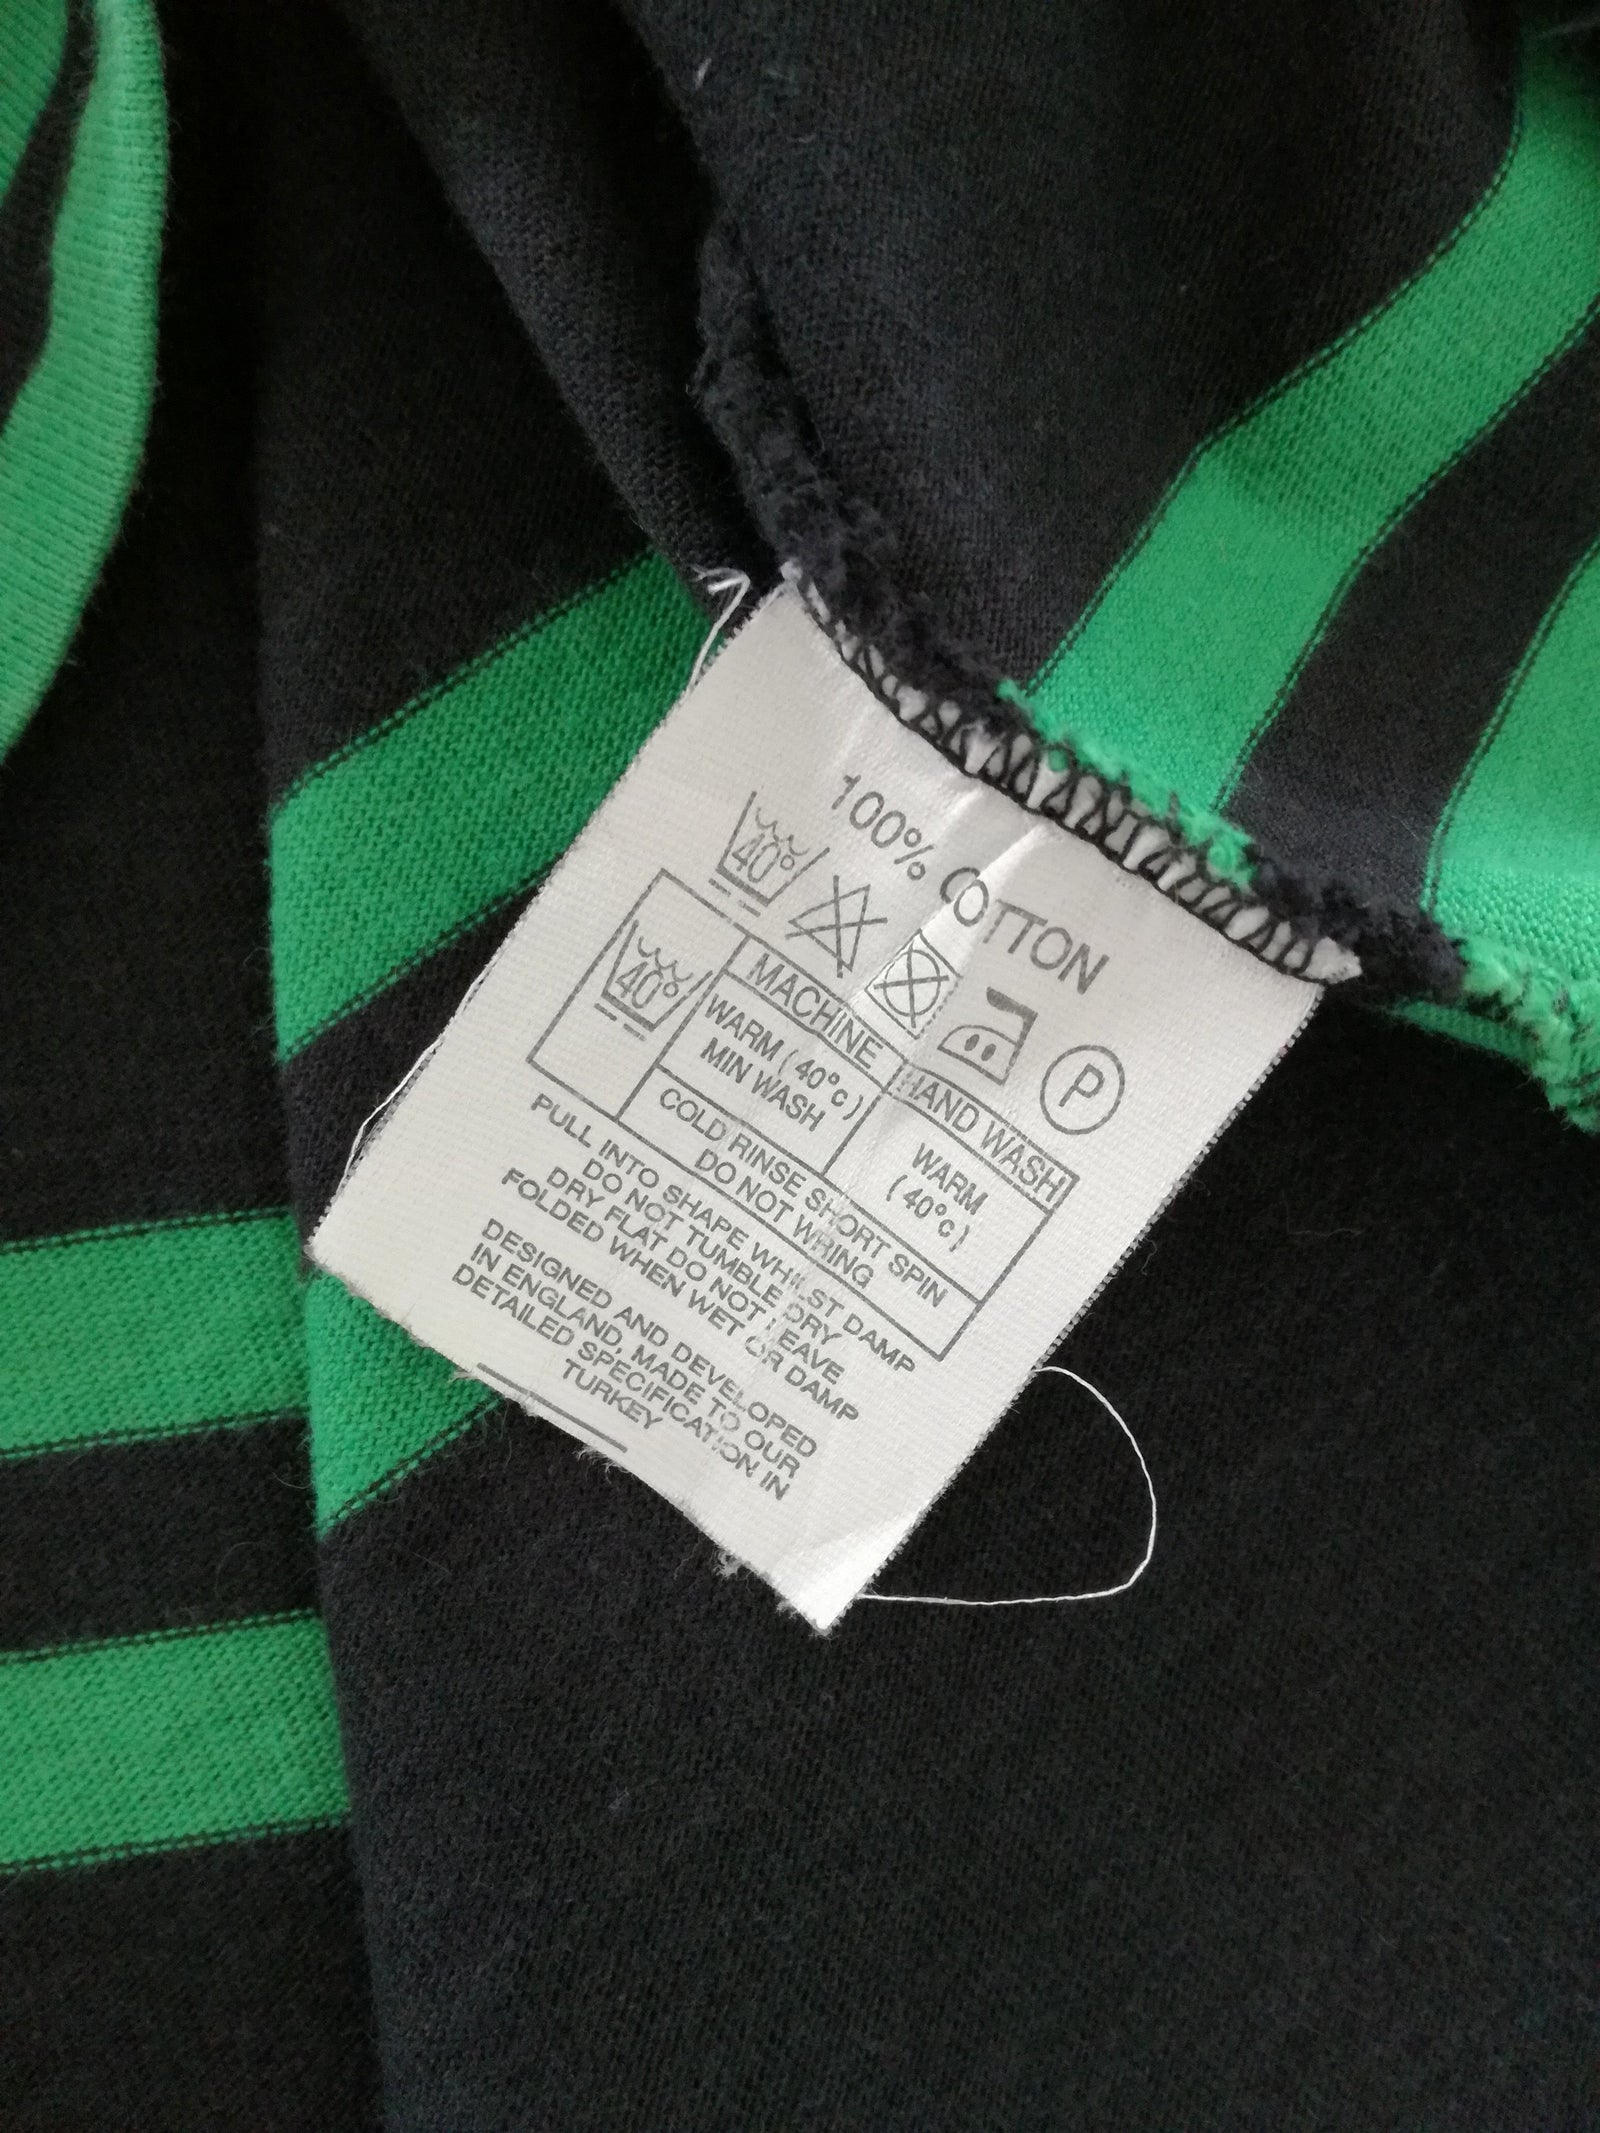 100% COTTON
40° P
40° MACHINE HAND WASH
WARM (40°c) WARM
MIN WASH (40°c)
COLD RINSE SHORT SPIN
DO NOT WRING
PULL INTO SHAPE WHILST DAMP
DO NOT TUMBLE DRY
DRY FLAT DO NOT LEAVE
FOLDED WHEN WET OR DAMP
DESIGNED AND DEVELOPED
IN ENGLAND, MADE TO OUR
DETAILED SPECIFICATION IN
TURKEY